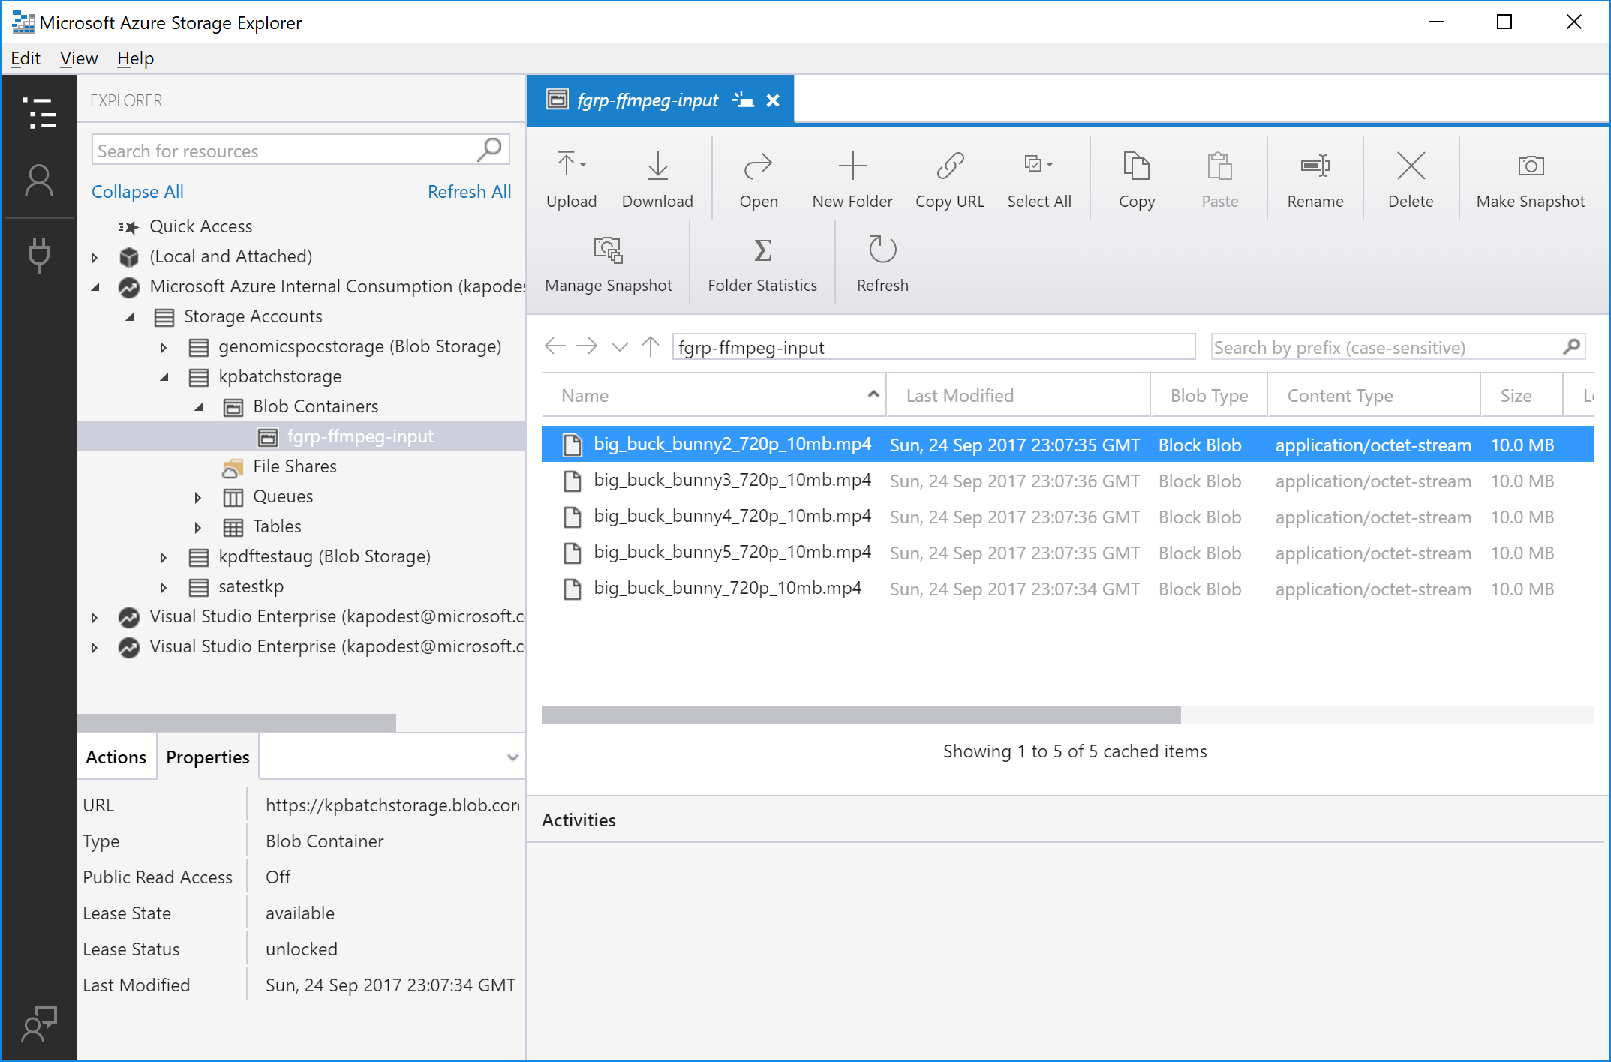 Microsoft Azure Storage Explorer
Edit View Help
EXPLORER
Search for resources
Collapse All Refresh All
Quick Access
(Local and Attached)
Microsoft Azure Internal Consumption (kapodes
Storage Accounts
genomicspocstorage (Blob Storage)
kpbatchstorage
Blob Containers
fgrp-ffmpeg-input
File Shares
Queues
Tables
kpdftestaug (Blob Storage)
satestkp
Visual Studio Enterprise (kapodest@microsoft.c
Visual Studio Enterprise (kapodest@microsoft.c
Actions Properties
URL https://kpbatchstorage.blob.core
Type Blob Container
Public Read Access Off
Lease State available
Lease Status unlocked
Last Modified Sun, 24 Sep 2017 23:07:34 GMT
fgrp-ffmpeg-input
Upload Download Open New Folder Copy URL Select All Copy Paste Rename Delete Make Snapshot
Manage Snapshot Folder Statistics Refresh
fgrp-ffmpeg-input Search by prefix (case-sensitive)
Name Last Modified Blob Type Content Type Size
big_buck_bunny2_720p_10mb.mp4 Sun, 24 Sep 2017 23:07:35 GMT Block Blob application/octet-stream 10.0 MB
big_buck_bunny3_720p_10mb.mp4 Sun, 24 Sep 2017 23:07:36 GMT Block Blob application/octet-stream 10.0 MB
big_buck_bunny4_720p_10mb.mp4 Sun, 24 Sep 2017 23:07:36 GMT Block Blob application/octet-stream 10.0 MB
big_buck_bunny5_720p_10mb.mp4 Sun, 24 Sep 2017 23:07:35 GMT Block Blob application/octet-stream 10.0 MB
big_buck_bunny_720p_10mb.mp4 Sun, 24 Sep 2017 23:07:34 GMT Block Blob application/octet-stream 10.0 MB
Showing 1 to 5 of 5 cached items
Activities